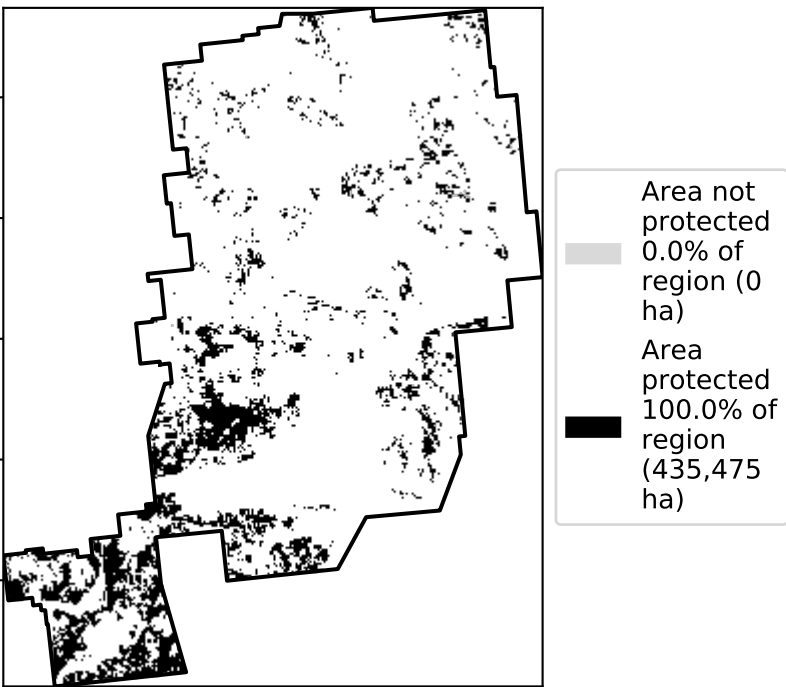 Area not
protected
0.0% of
region (0
ha)
Area
protected
100.0% of
region
(435,475
ha)